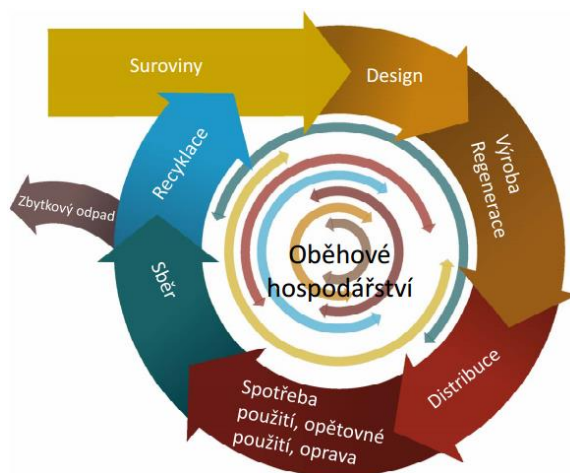 Suroviny
Design
Výroba
Regenerace
Distribuce
Spotřeba
použití, opětovné
použití, oprava
Sběr
Zbytkový odpad
Recyklace
Oběhové
hospodářství